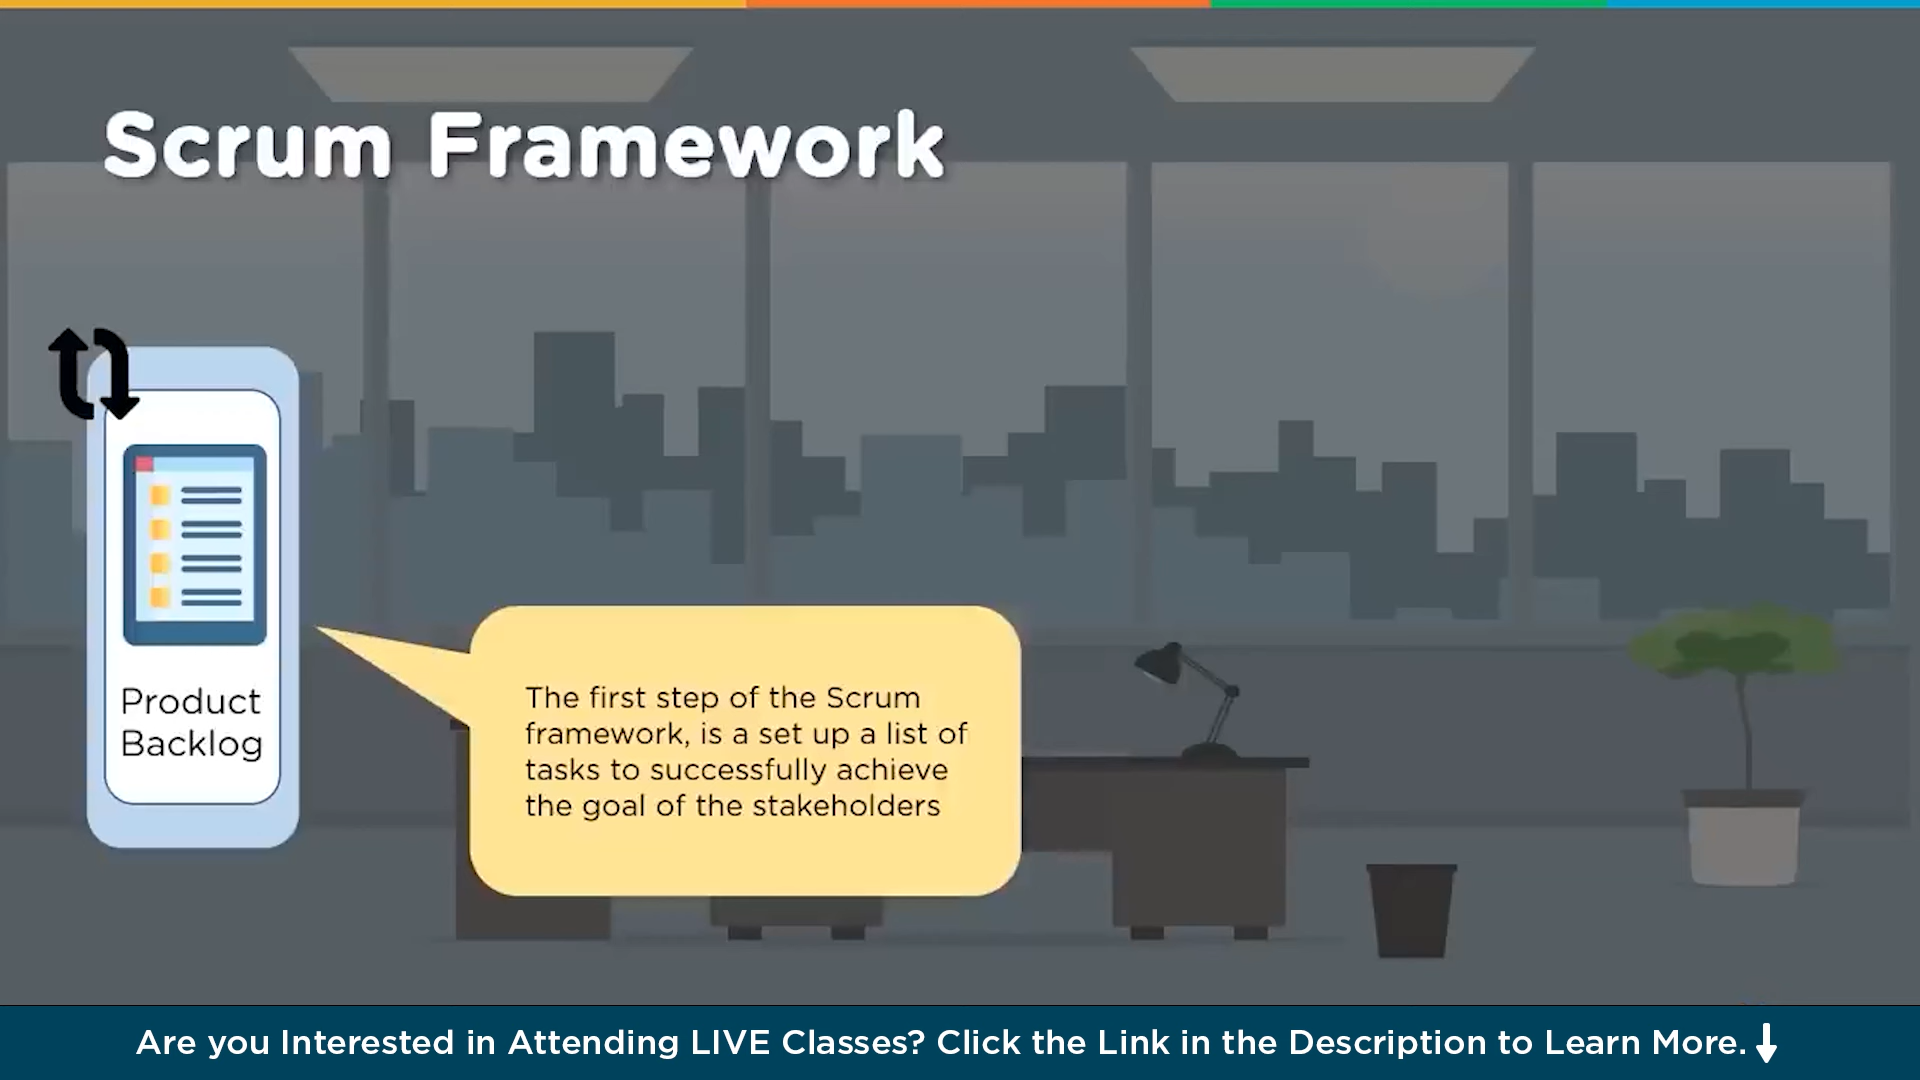 Scrum Framework
Product
Backlog
The first step of the Scrum
framework, is a set up a list of
tasks to successfully achieve
the goal of the stakeholders
Are you Interested in Attending LIVE Classes? Click the Link in the Description to Learn More.